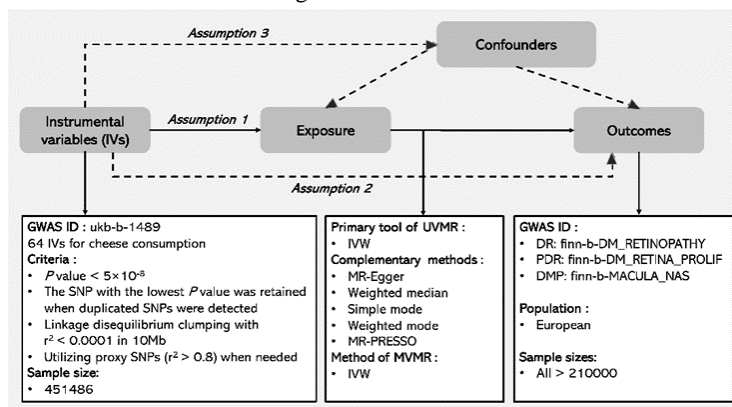 Assumption 3
Confounders
Instrumental
variables (IVs)
Assumption 1
Exposure
Outcomes
Assumption 2
GWAS ID : ukb-b-1489
64 IVs for cheese consumption
Criteria :
• P value < 5×10-8
• The SNP with the lowest P value was retained
when duplicated SNPs were detected
• Linkage disequilibrium clumping with
r² < 0.0001 in 10Mb
• Utilizing proxy SNPs (r² > 0.8) when needed
Sample size:
• 451486
Primary tool of UVMR :
• IVW
Complementary methods :
• MR-Egger
• Weighted median
• Simple mode
• Weighted mode
• MR-PRESSO
Method of MVMR :
• IVW
GWAS ID :
• DR: finn-b-DM_RETINOPATHY
• PDR: finn-b-DM_RETINA_PROLIF
• DMP: finn-b-MACULA_NAS
Population :
• European
Sample sizes:
• All > 210000